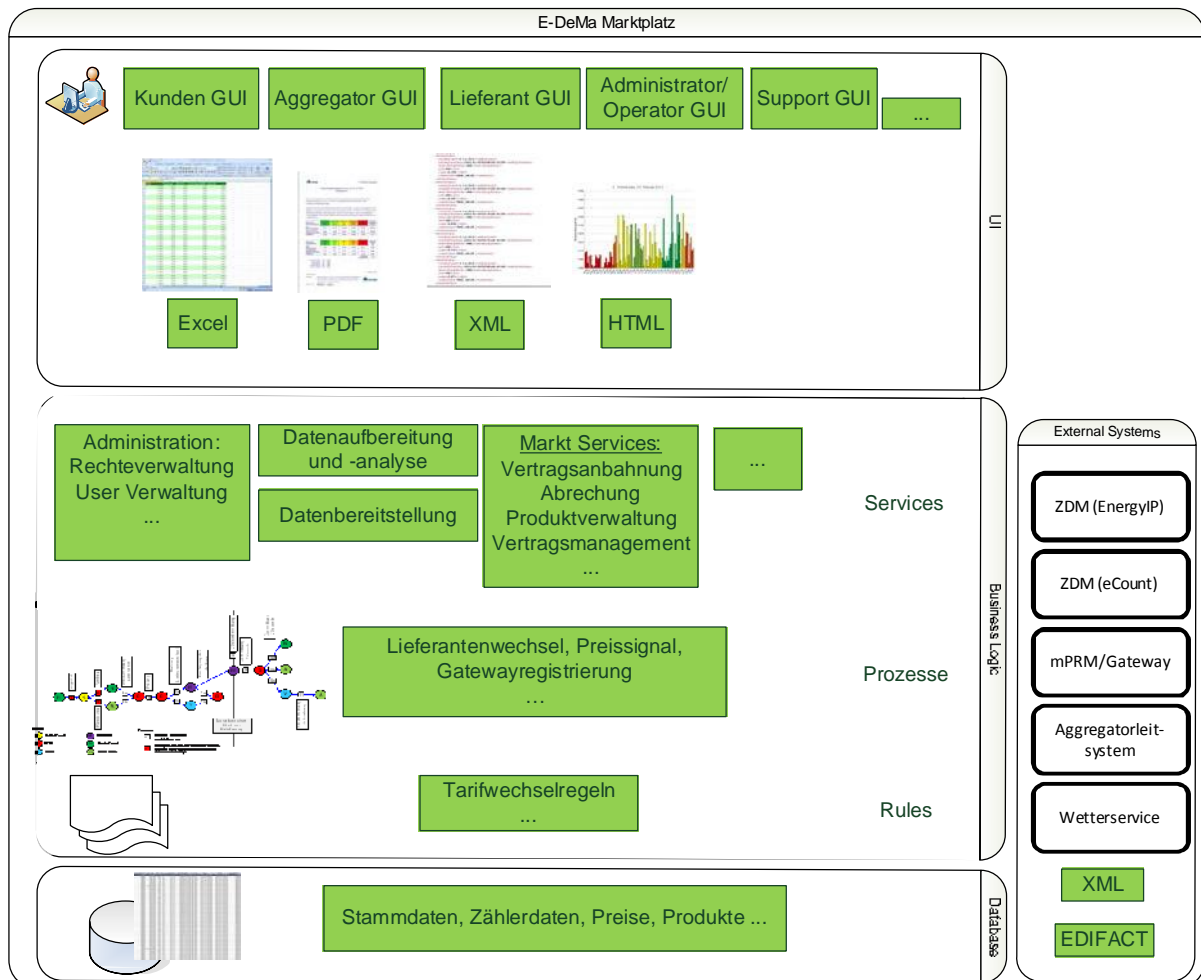 E-DeMa Marktplatz
Kunden GUI
Aggregator GUI
Lieferant GUI
Administrator/
Operator GUI
Support GUI
...
Excel
PDF
XML
HTML
UI
Administration:
Rechteverwaltung
User Verwaltung
...
Datenaufbereitung
und -analyse
Datenbereitstellung
Markt Services:
Vertragsanbahnung
Abrechung
Produktverwaltung
Vertragsmanagement
...
...
Services
Lieferantenwechsel, Preissignal,
Gatewayregistrierung
...
Prozesse
Tarifwechselregeln
...
Rules
Business Logic
Stammdaten, Zählerdaten, Preise, Produkte ...
Database
External Systems
ZDM (EnergyIP)
ZDM (eCount)
mPRM/Gateway
Aggregatorleit-
system
Wetterservice
XML
EDIFACT